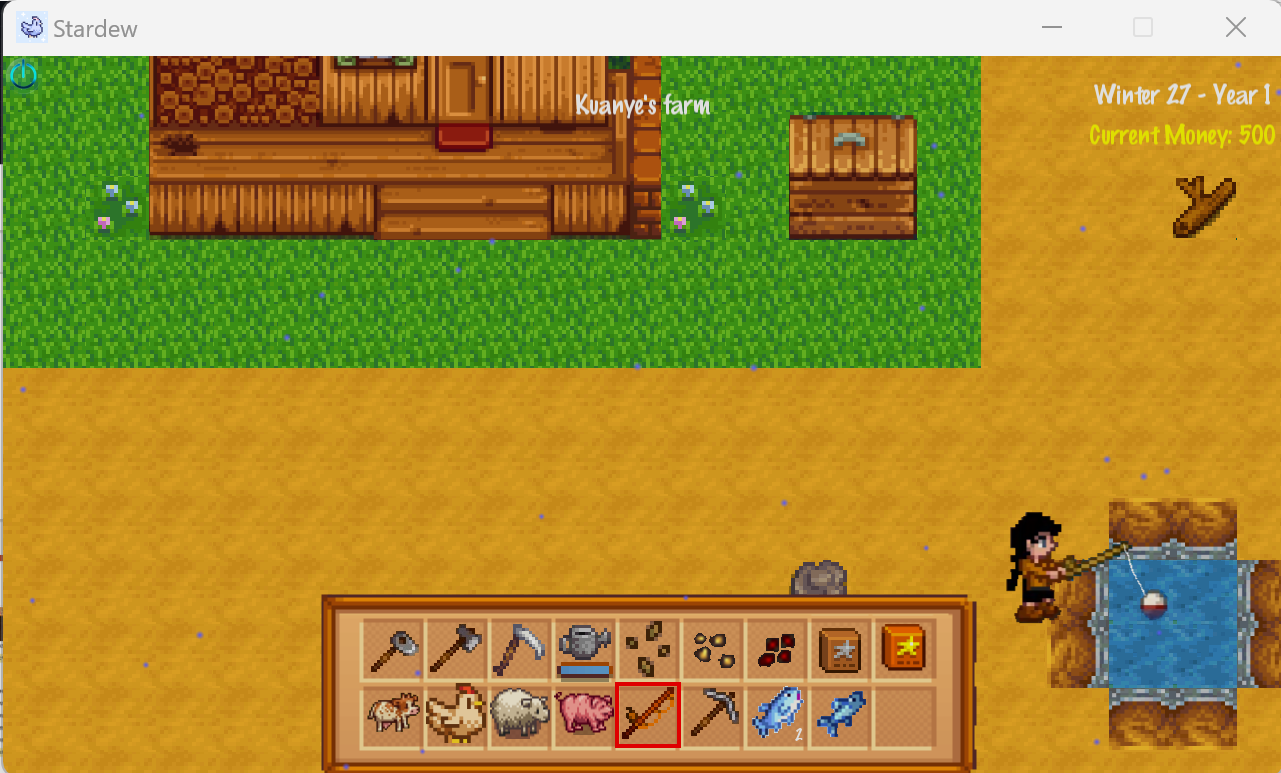 Stardew
Kuanye's farm
Winter 27 - Year 1
Current Money: 500
2